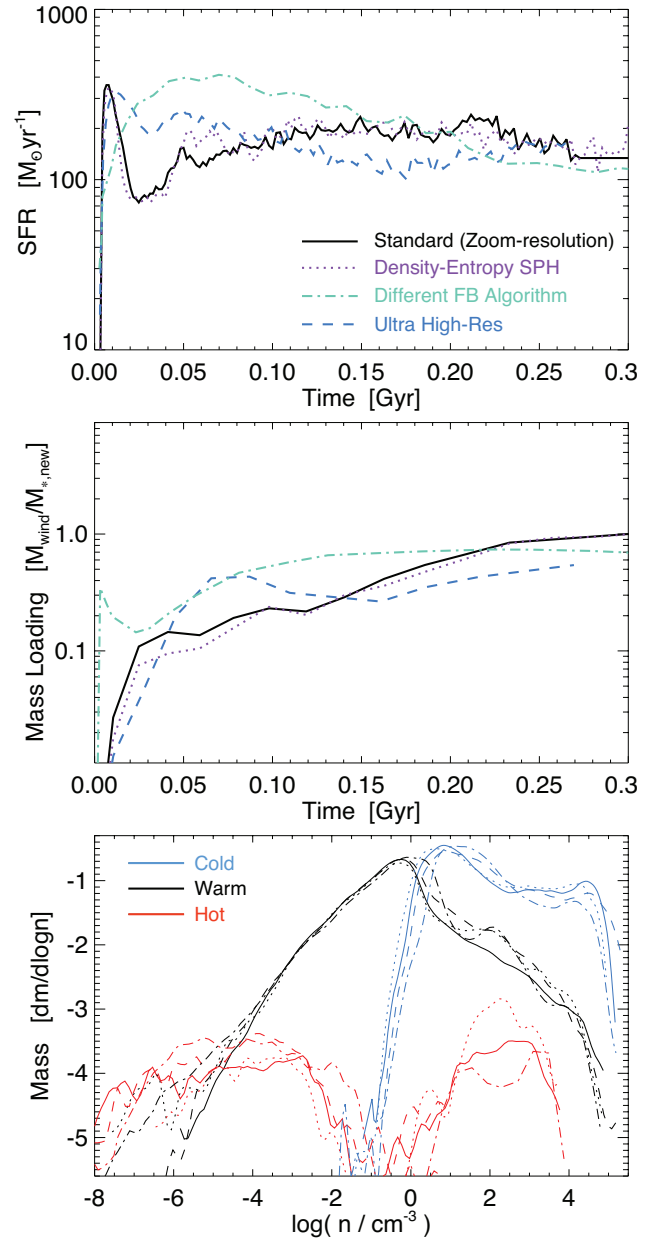 1000
100
10
SFR [M⊙yr⁻¹]
Standard (Zoom-resolution)
Density-Entropy SPH
Different FB Algorithm
Ultra High-Res
0.00 0.05 0.10 0.15 0.20 0.25 0.3
Time [Gyr]
1.0
0.1
Mass Loading [M_wind/M_*,new]
0.00 0.05 0.10 0.15 0.20 0.25 0.3
Time [Gyr]
Cold
Warm
Hot
-1
-2
-3
-4
-5
Mass [dm/dlogn]
-8 -6 -4 -2 0 2 4
log( n / cm⁻³ )